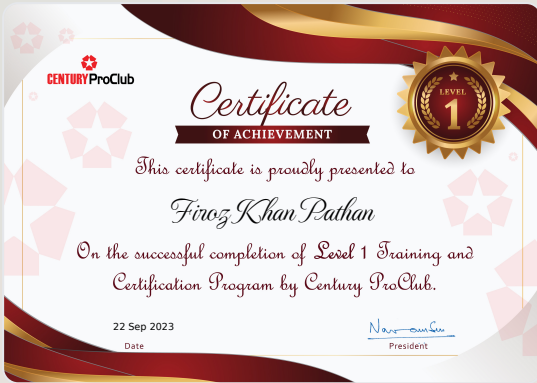 CENTURY ProClub
Certificate
OF ACHIEVEMENT
LEVEL
1
This certificate is proudly presented to
Firoz Khan Pathan
On the successful completion of Level 1 Training and
Certification Program by Century ProClub.
22 Sep 2023
Date
President